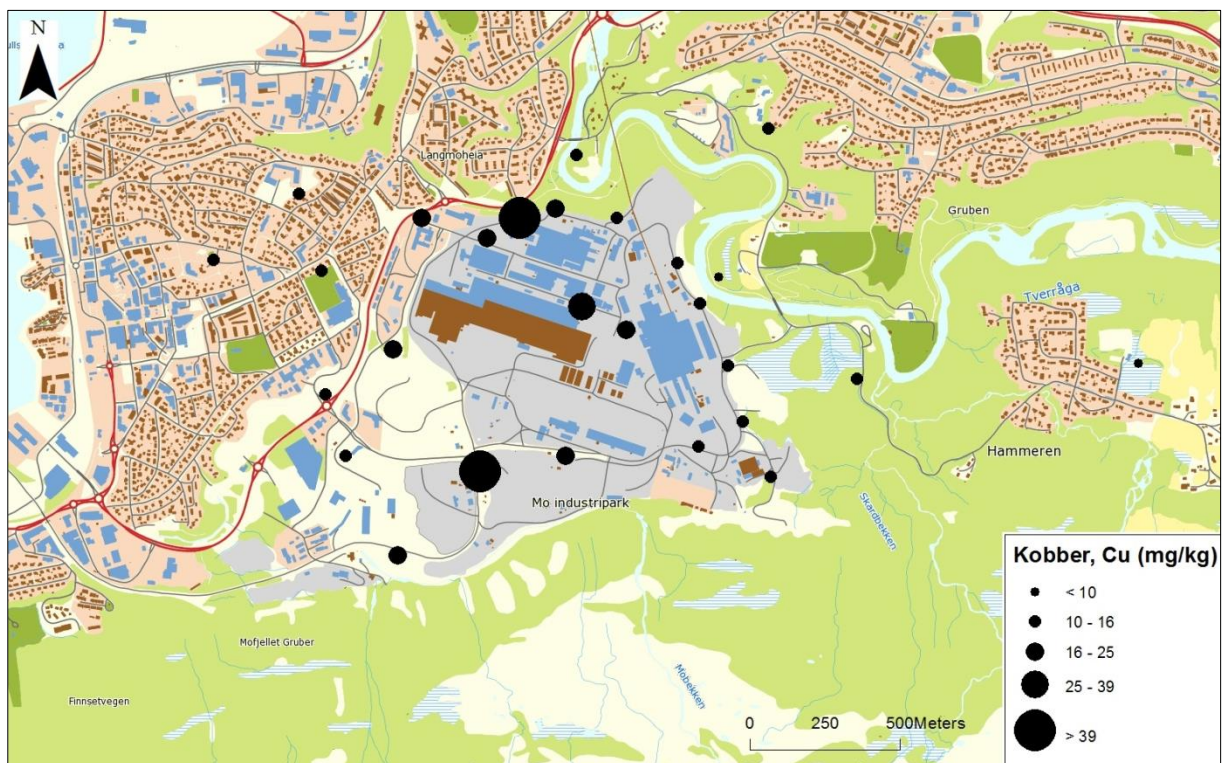 N
Langmoheia
Gruben
Tverråga
Hammeren
Mo industripark
Skardbekken
Mofjellet Gruber
Mobekken
Finnsetvegen
Kobber, Cu (mg/kg)
< 10
10 - 16
16 - 25
25 - 39
> 39
0 250 500Meters